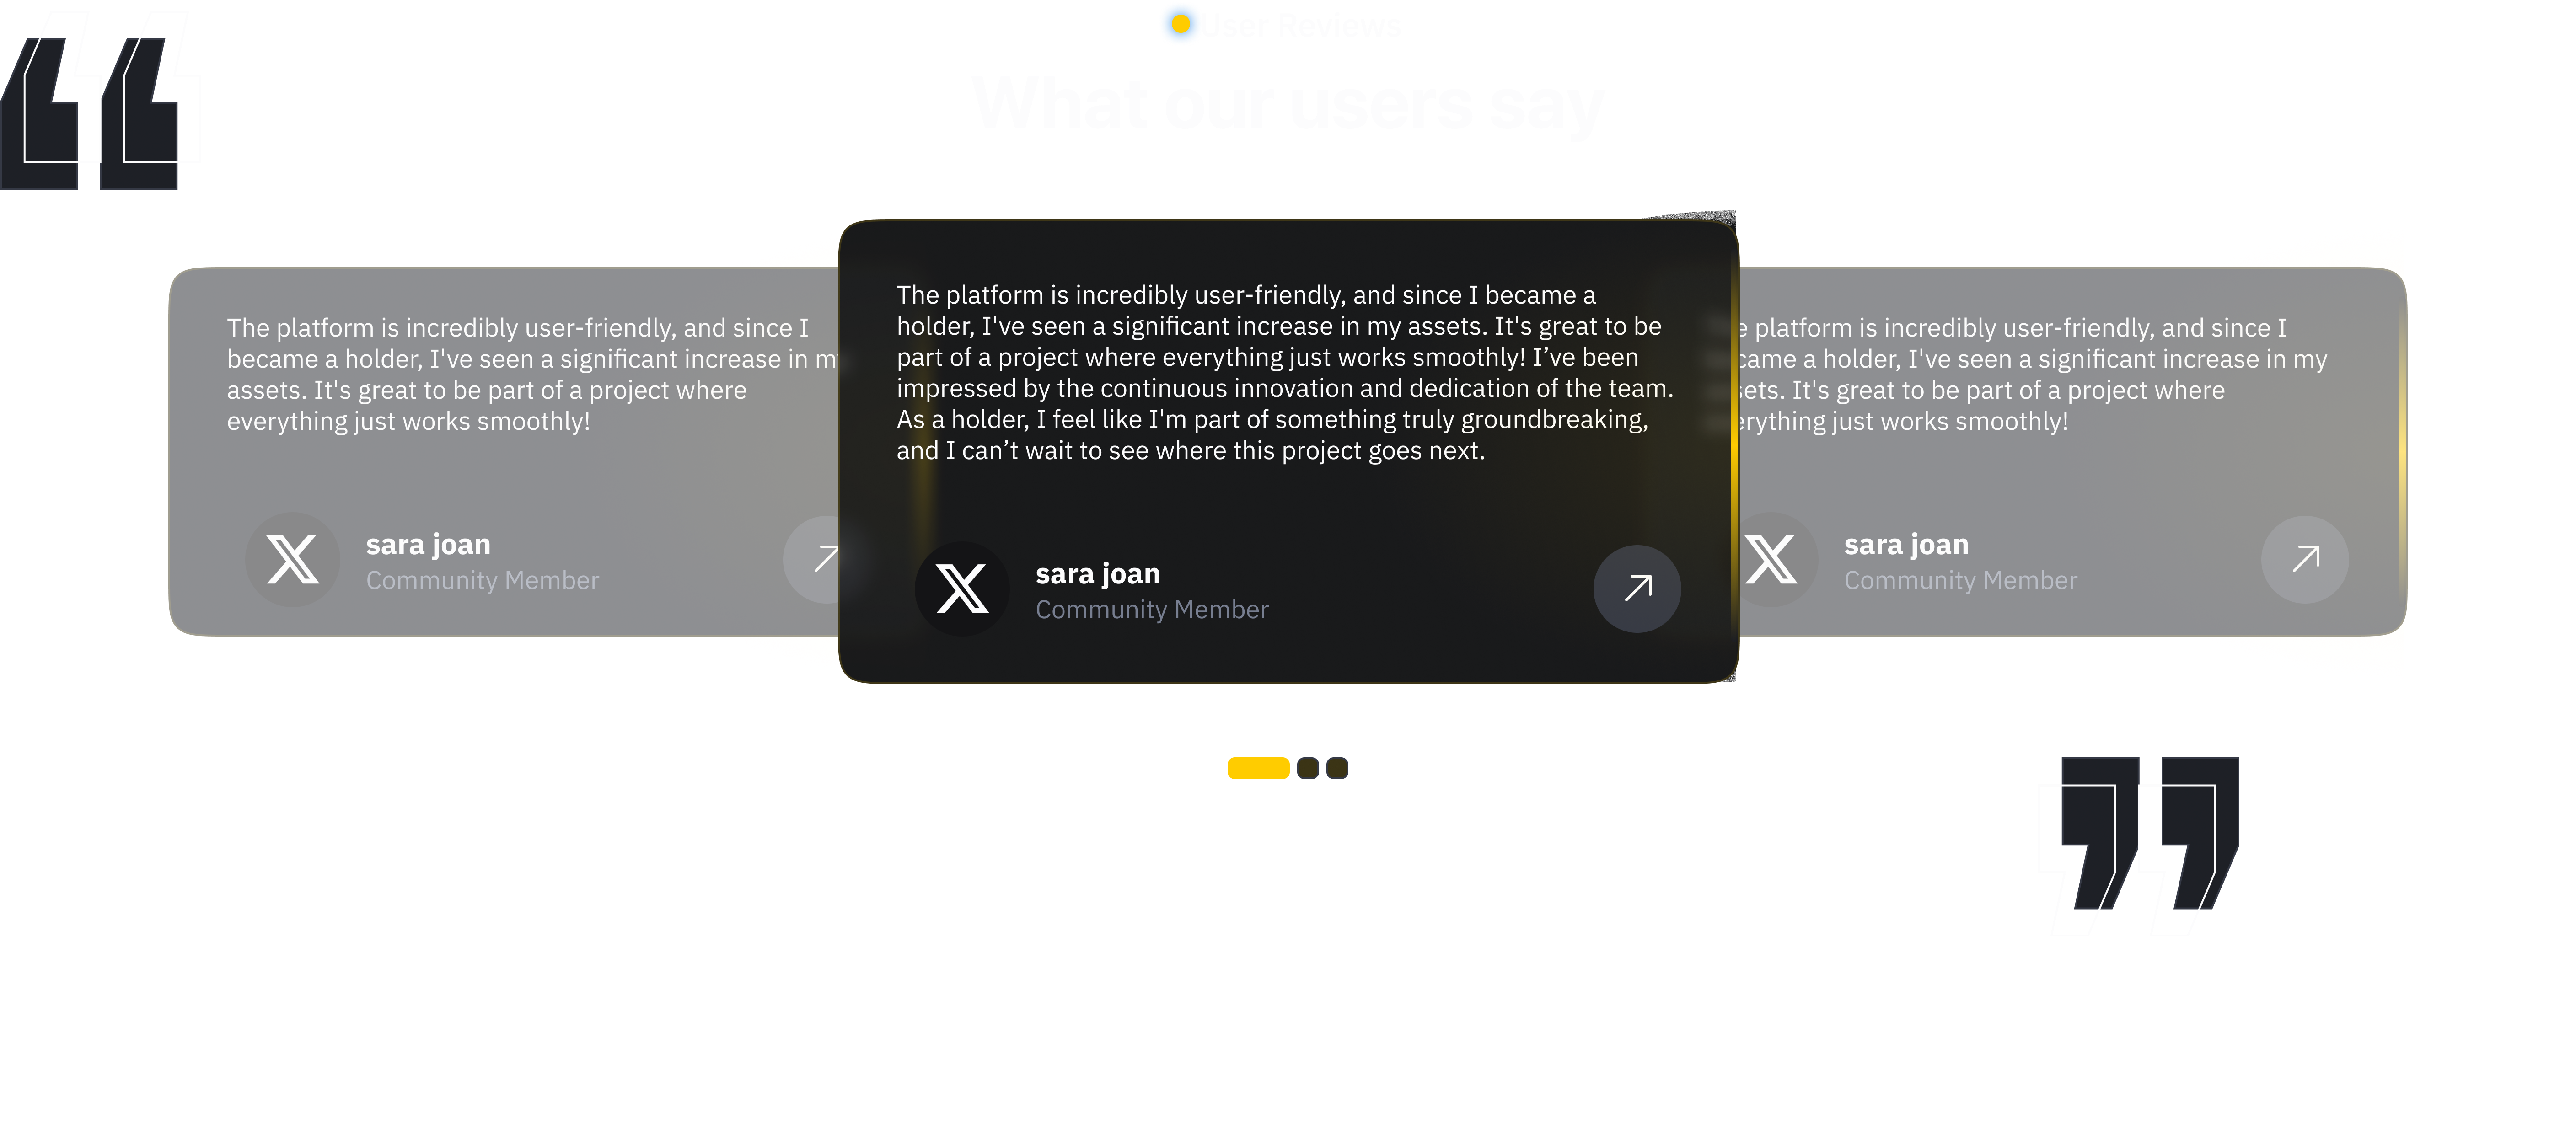 User Reviews
What our users say
The platform is incredibly user-friendly, and since I
became a holder, I've seen a significant increase in my
assets. It's great to be part of a project where
everything just works smoothly!
sara joan
Community Member
The platform is incredibly user-friendly, and since I became a
holder, I've seen a significant increase in my assets. It's great to be
part of a project where everything just works smoothly! I’ve been
impressed by the continuous innovation and dedication of the team.
As a holder, I feel like I'm part of something truly groundbreaking,
and I can’t wait to see where this project goes next.
sara joan
Community Member
platform is incredibly user-friendly, and since I
a holder, I've seen a significant increase in my
It's great to be part of a project where
just works smoothly!
sara joan
Community Member